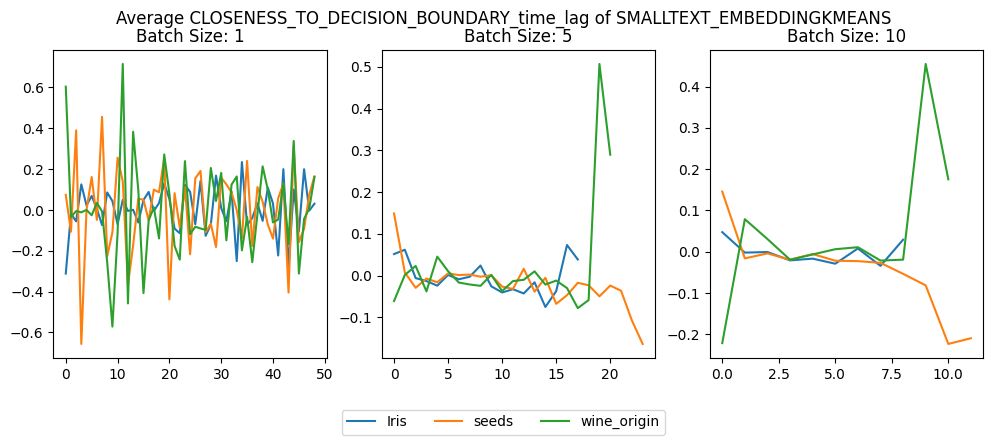 Average CLOSENESS_TO_DECISION_BOUNDARY_time_lag of SMALLTEXT_EMBEDDINGKMEANS
Batch Size: 1
0.6
0.4
0.2
0.0
−0.2
−0.4
−0.6
0 10 20 30 40 50
Batch Size: 5
0.5
0.4
0.3
0.2
0.1
0.0
−0.1
0 5 10 15 20
Batch Size: 10
0.4
0.3
0.2
0.1
0.0
−0.1
−0.2
0.0 2.5 5.0 7.5 10.0
Iris seeds wine_origin